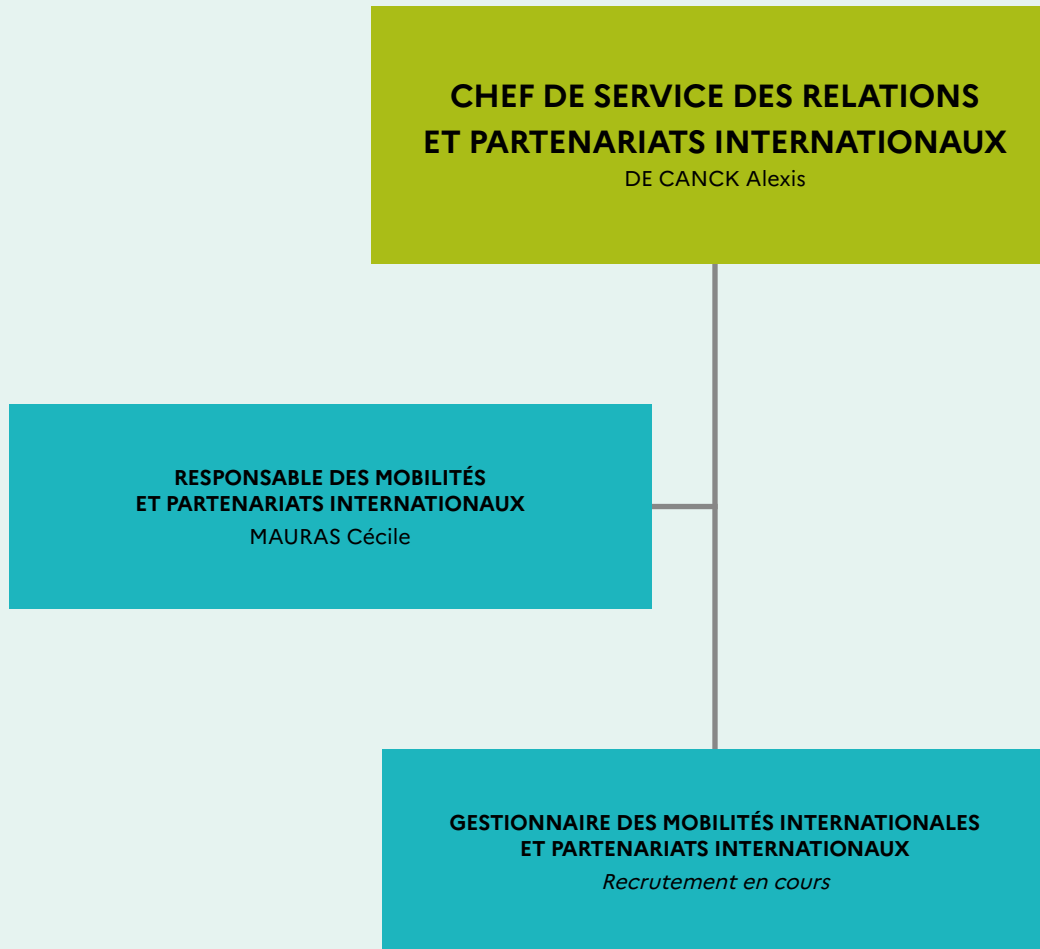 CHEF DE SERVICE DES RELATIONS
ET PARTENARIATS INTERNATIONAUX
DE CANCK Alexis
RESPONSABLE DES MOBILITÉS
ET PARTENARIATS INTERNATIONAUX
MAURAS Cécile
GESTIONNAIRE DES MOBILITÉS INTERNATIONALES
ET PARTENARIATS INTERNATIONAUX
Recrutement en cours